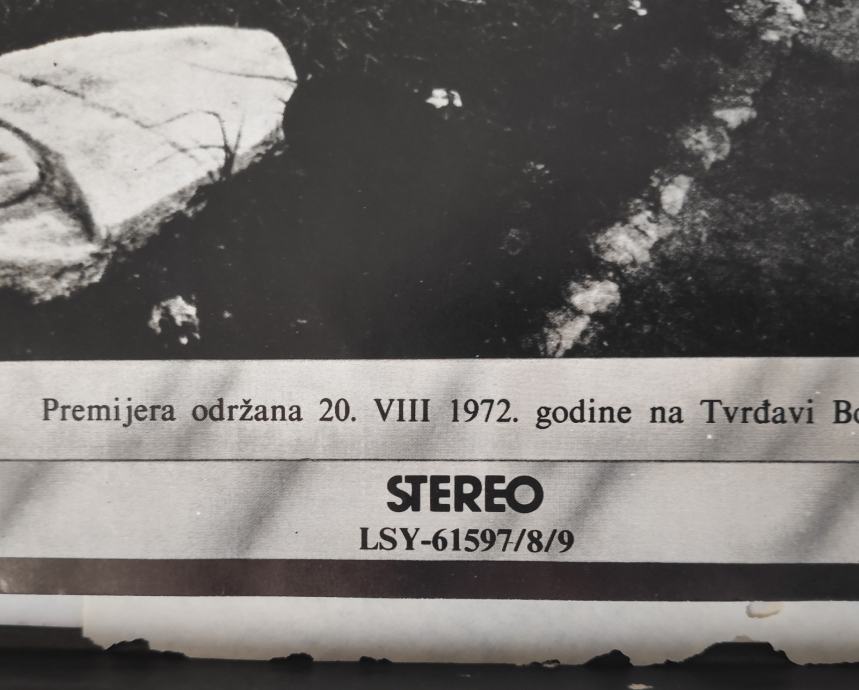 Premijera održana 20. VIII 1972. godine na Tvrđavi
STEREO
LSY-61597/8/9